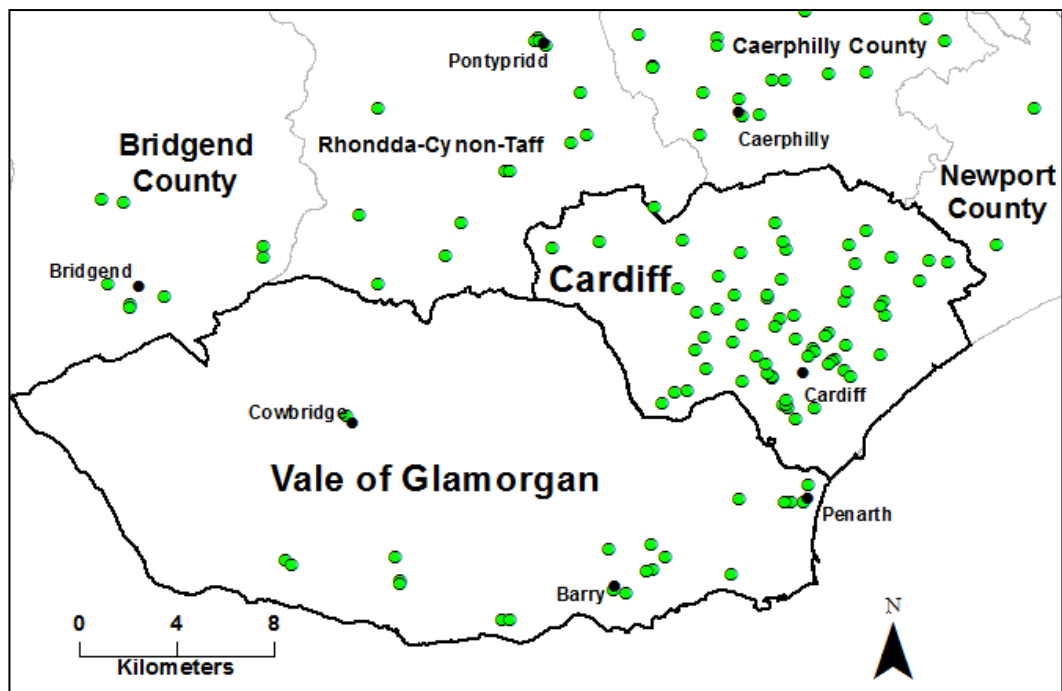 Pontypridd
Caerphilly County
Caerphilly
Bridgend
County
Rhondda-Cynon-Taff
Newport
County
Bridgend
Cardiff
Cardiff
Cowbridge
Vale of Glamorgan
Penarth
Barry
0 4 8
Kilometers
N